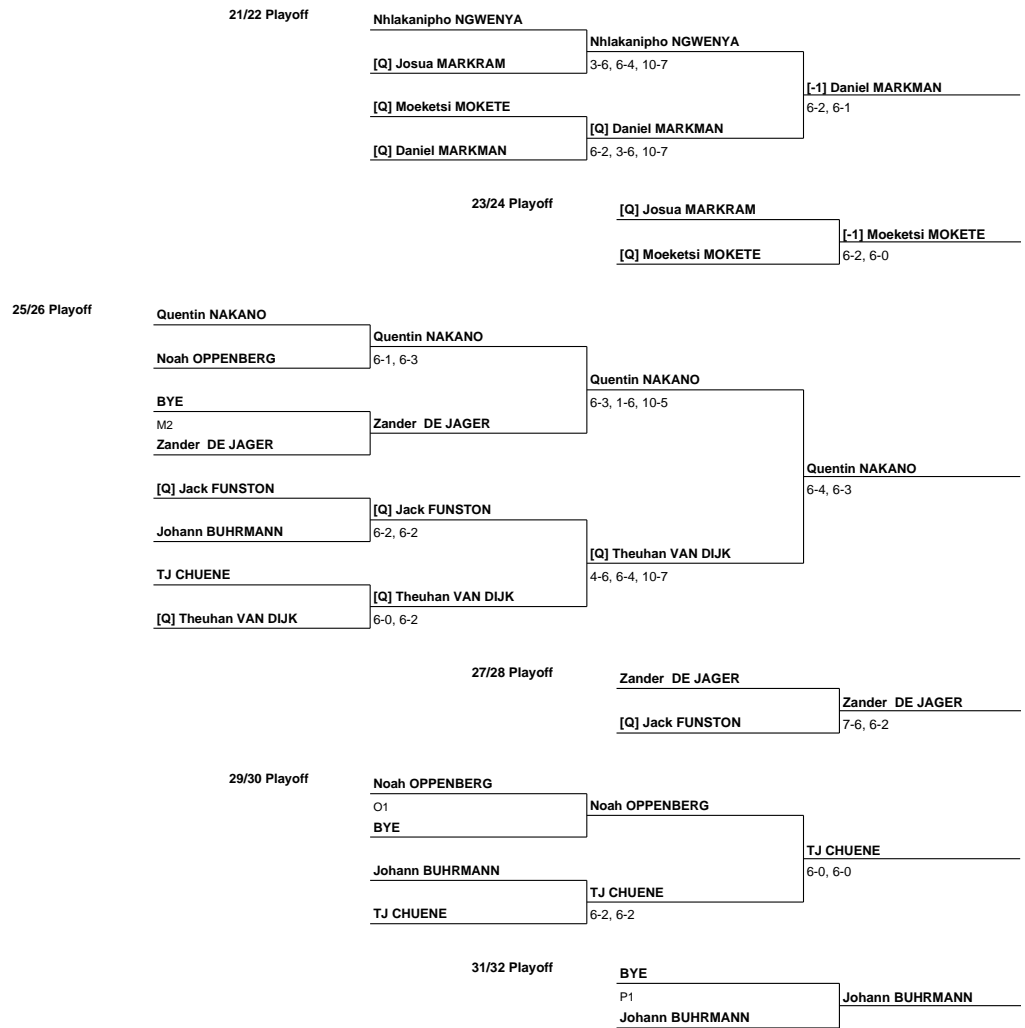 21/22 Playoff
Nhlakanipho NGWENYA
Nhlakanipho NGWENYA
[Q] Josua MARKRAM
3-6, 6-4, 10-7
[-1] Daniel MARKMAN
[Q] Moeketsi MOKETE
6-2, 6-1
[Q] Daniel MARKMAN
[Q] Daniel MARKMAN
6-2, 3-6, 10-7
23/24 Playoff
[Q] Josua MARKRAM
[-1] Moeketsi MOKETE
[Q] Moeketsi MOKETE
6-2, 6-0
25/26 Playoff
Quentin NAKANO
Quentin NAKANO
Noah OPPENBERG
6-1, 6-3
Quentin NAKANO
BYE
6-3, 1-6, 10-5
M2
Zander DE JAGER
Zander DE JAGER
Quentin NAKANO
[Q] Jack FUNSTON
6-4, 6-3
[Q] Jack FUNSTON
Johann BUHRMANN
6-2, 6-2
[Q] Theuhan VAN DIJK
TJ CHUENE
4-6, 6-4, 10-7
[Q] Theuhan VAN DIJK
[Q] Theuhan VAN DIJK
6-0, 6-2
27/28 Playoff
Zander DE JAGER
Zander DE JAGER
[Q] Jack FUNSTON
7-6, 6-2
29/30 Playoff
Noah OPPENBERG
O1
Noah OPPENBERG
BYE
TJ CHUENE
Johann BUHRMANN
6-0, 6-0
TJ CHUENE
TJ CHUENE
6-2, 6-2
31/32 Playoff
BYE
P1
Johann BUHRMANN
Johann BUHRMANN